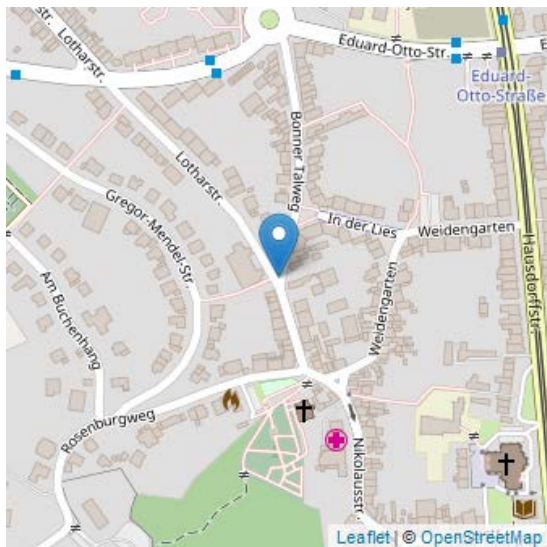 str.
Lotharstr.
Eduard-Otto-Str.
E
Eduard-
Otto-Straße
Bonner Talweg
Lotharstr.
Gregor-Mendel-Str.
In der Lies
Weidengarten
Hausdorffstr.
Am Buchenhang
Weidengarten
Rosenburgweg
Nikolausstr.
Leaflet | © OpenStreetMap